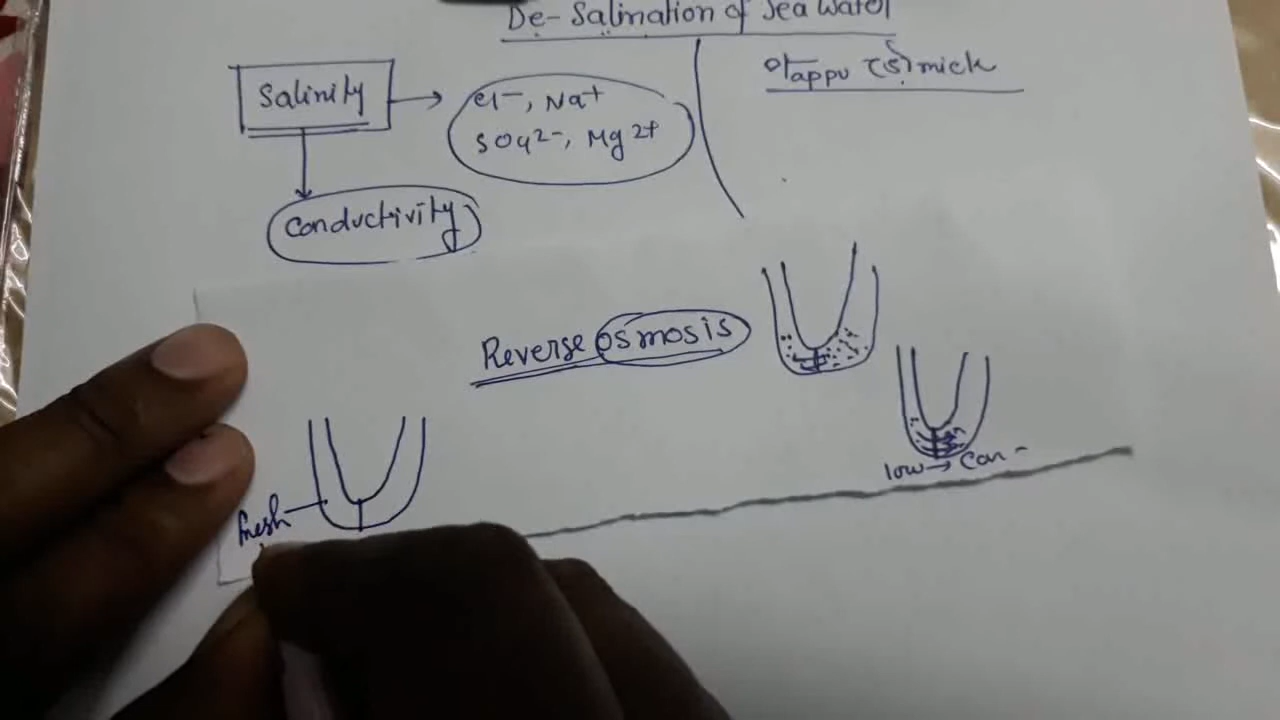 De-Salination of Sea Water
Salinity
Cl⁻, Na⁺
SO₄²⁻, Mg²⁺
Conductivity
Reverse osmosis
low → Con-
fresh